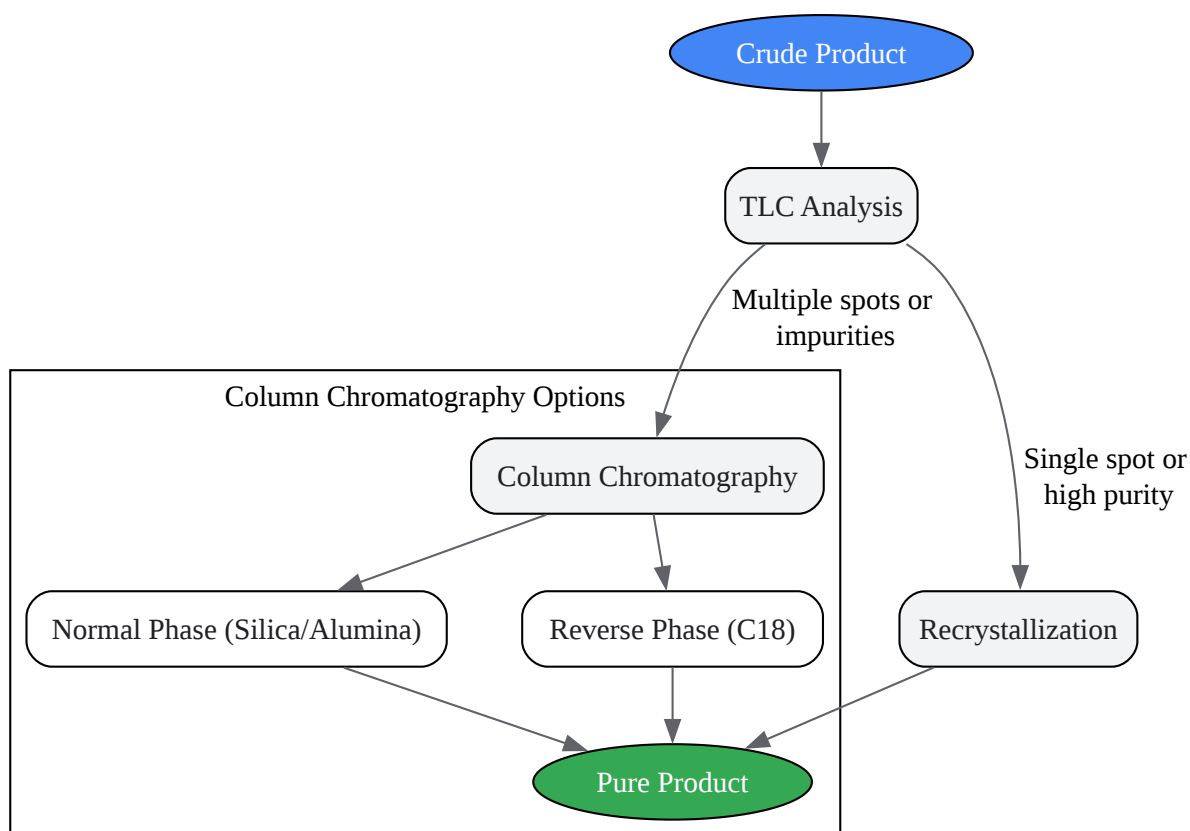 Crude Product
TLC Analysis
Multiple spots or
impurities
Column Chromatography Options
Column Chromatography
Single spot or
high purity
Normal Phase (Silica/Alumina)
Reverse Phase (C18)
Recrystallization
Pure Product